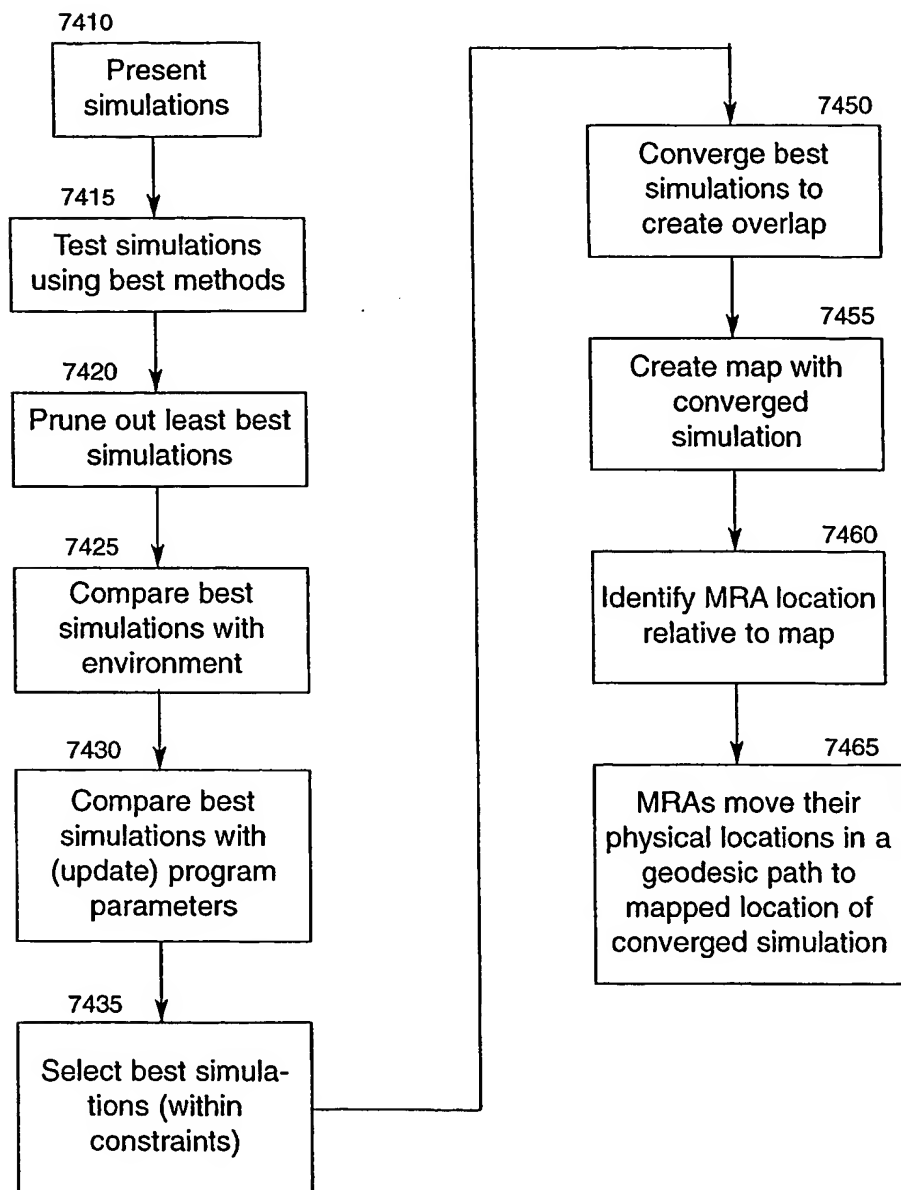 7410
Present
simulations
7415
Test simulations
using best methods
7420
Prune out least best
simulations
7425
Compare best
simulations with
environment
7430
Compare best
simulations with
(update) program
parameters
7435
Select best simula-
tions (within
constraints)
7450
Converge best
simulations to
create overlap
7455
Create map with
converged
simulation
7460
Identify MRA location
relative to map
7465
MRAs move their
physical locations in a
geodesic path to
mapped location of
converged simulation